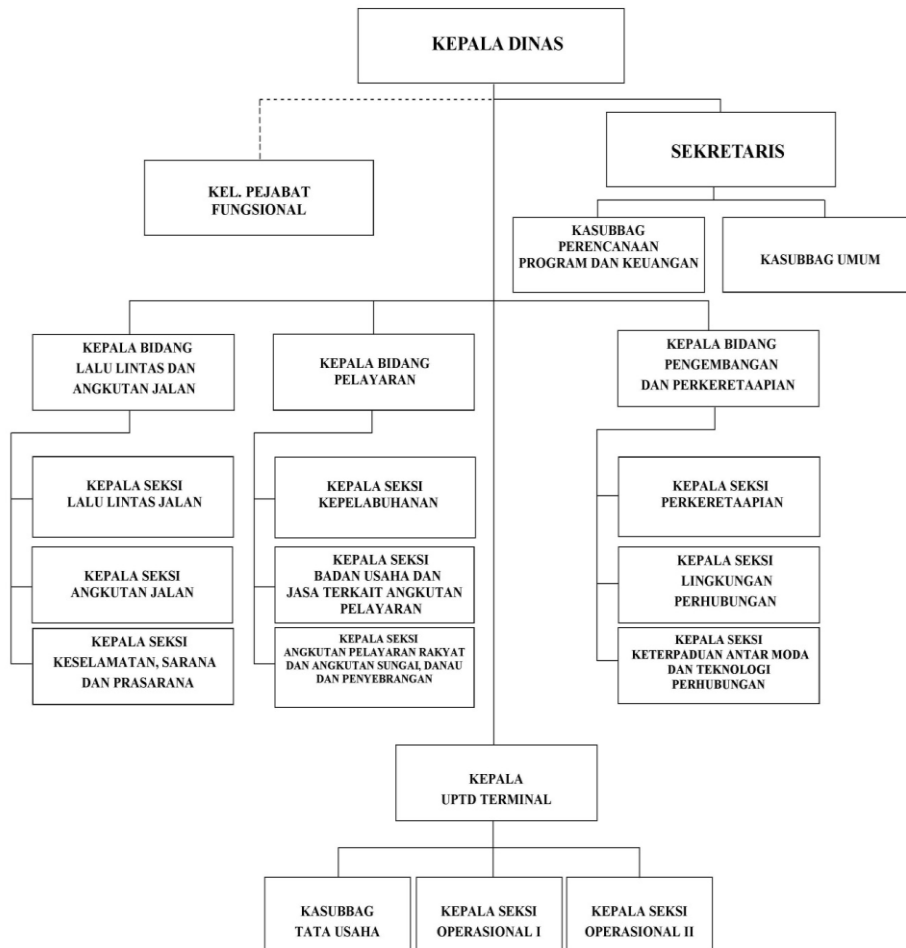 KEPALA DINAS
SEKRETARIS
KEL. PEJABAT
FUNGSIONAL
KASUBBAG
PERENCANAAN
PROGRAM DAN KEUANGAN
KASUBBAG UMUM
KEPALA BIDANG
LALU LINTAS DAN
ANGKUTAN JALAN
KEPALA BIDANG
PELAYARAN
KEPALA BIDANG
PENGEMBANGAN
DAN PERKERETAAPIAN
KEPALA SEKSI
LALU LINTAS JALAN
KEPALA SEKSI
KEPELABUHANAN
KEPALA SEKSI
PERKERETAAPIAN
KEPALA SEKSI
ANGKUTAN JALAN
KEPALA SEKSI
BADAN USAHA DAN
JASA TERKAIT ANGKUTAN
PELAYARAN
KEPALA SEKSI
LINGKUNGAN
PERHUBUNGAN
KEPALA SEKSI
KESELAMATAN, SARANA
DAN PRASARANA
KEPALA SEKSI
ANGKUTAN PELAYARAN RAKYAT
DAN ANGKUTAN SUNGAI, DANAU
DAN PENYEBRANGAN
KEPALA SEKSI
KETERPADUAN ANTAR MODA
DAN TEKNOLOGI
PERHUBUNGAN
KEPALA
UPTD TERMINAL
KASUBBAG
TATA USAHA
KEPALA SEKSI
OPERASIONAL I
KEPALA SEKSI
OPERASIONAL II